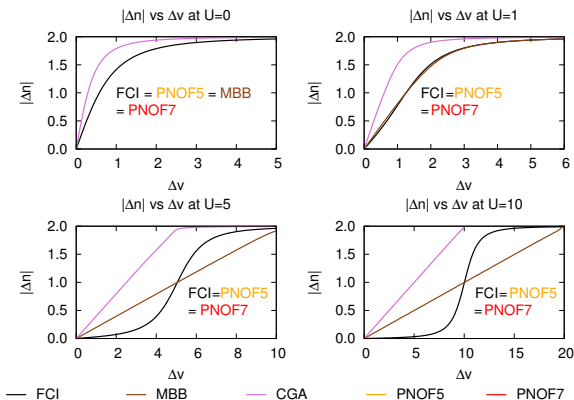 |Δn| vs Δv at U=0
|Δn|
2.0
1.5
1.0
0.5
0.0
FCI = PNOF5 = MBB
= PNOF7
0 1 2 3 4 5
Δv
|Δn| vs Δv at U=1
|Δn|
2.0
1.5
1.0
0.5
0.0
FCI=PNOF5
=PNOF7
0 1 2 3 4 5 6
Δv
|Δn| vs Δv at U=5
|Δn|
2.0
1.5
1.0
0.5
0.0
FCI=PNOF5
= PNOF7
0 2 4 6 8 10
Δv
|Δn| vs Δv at U=10
|Δn|
2.0
1.5
1.0
0.5
0.0
FCI=PNOF5
= PNOF7
0 5 10 15 20
Δv
FCI MBB CGA PNOF5 PNOF7